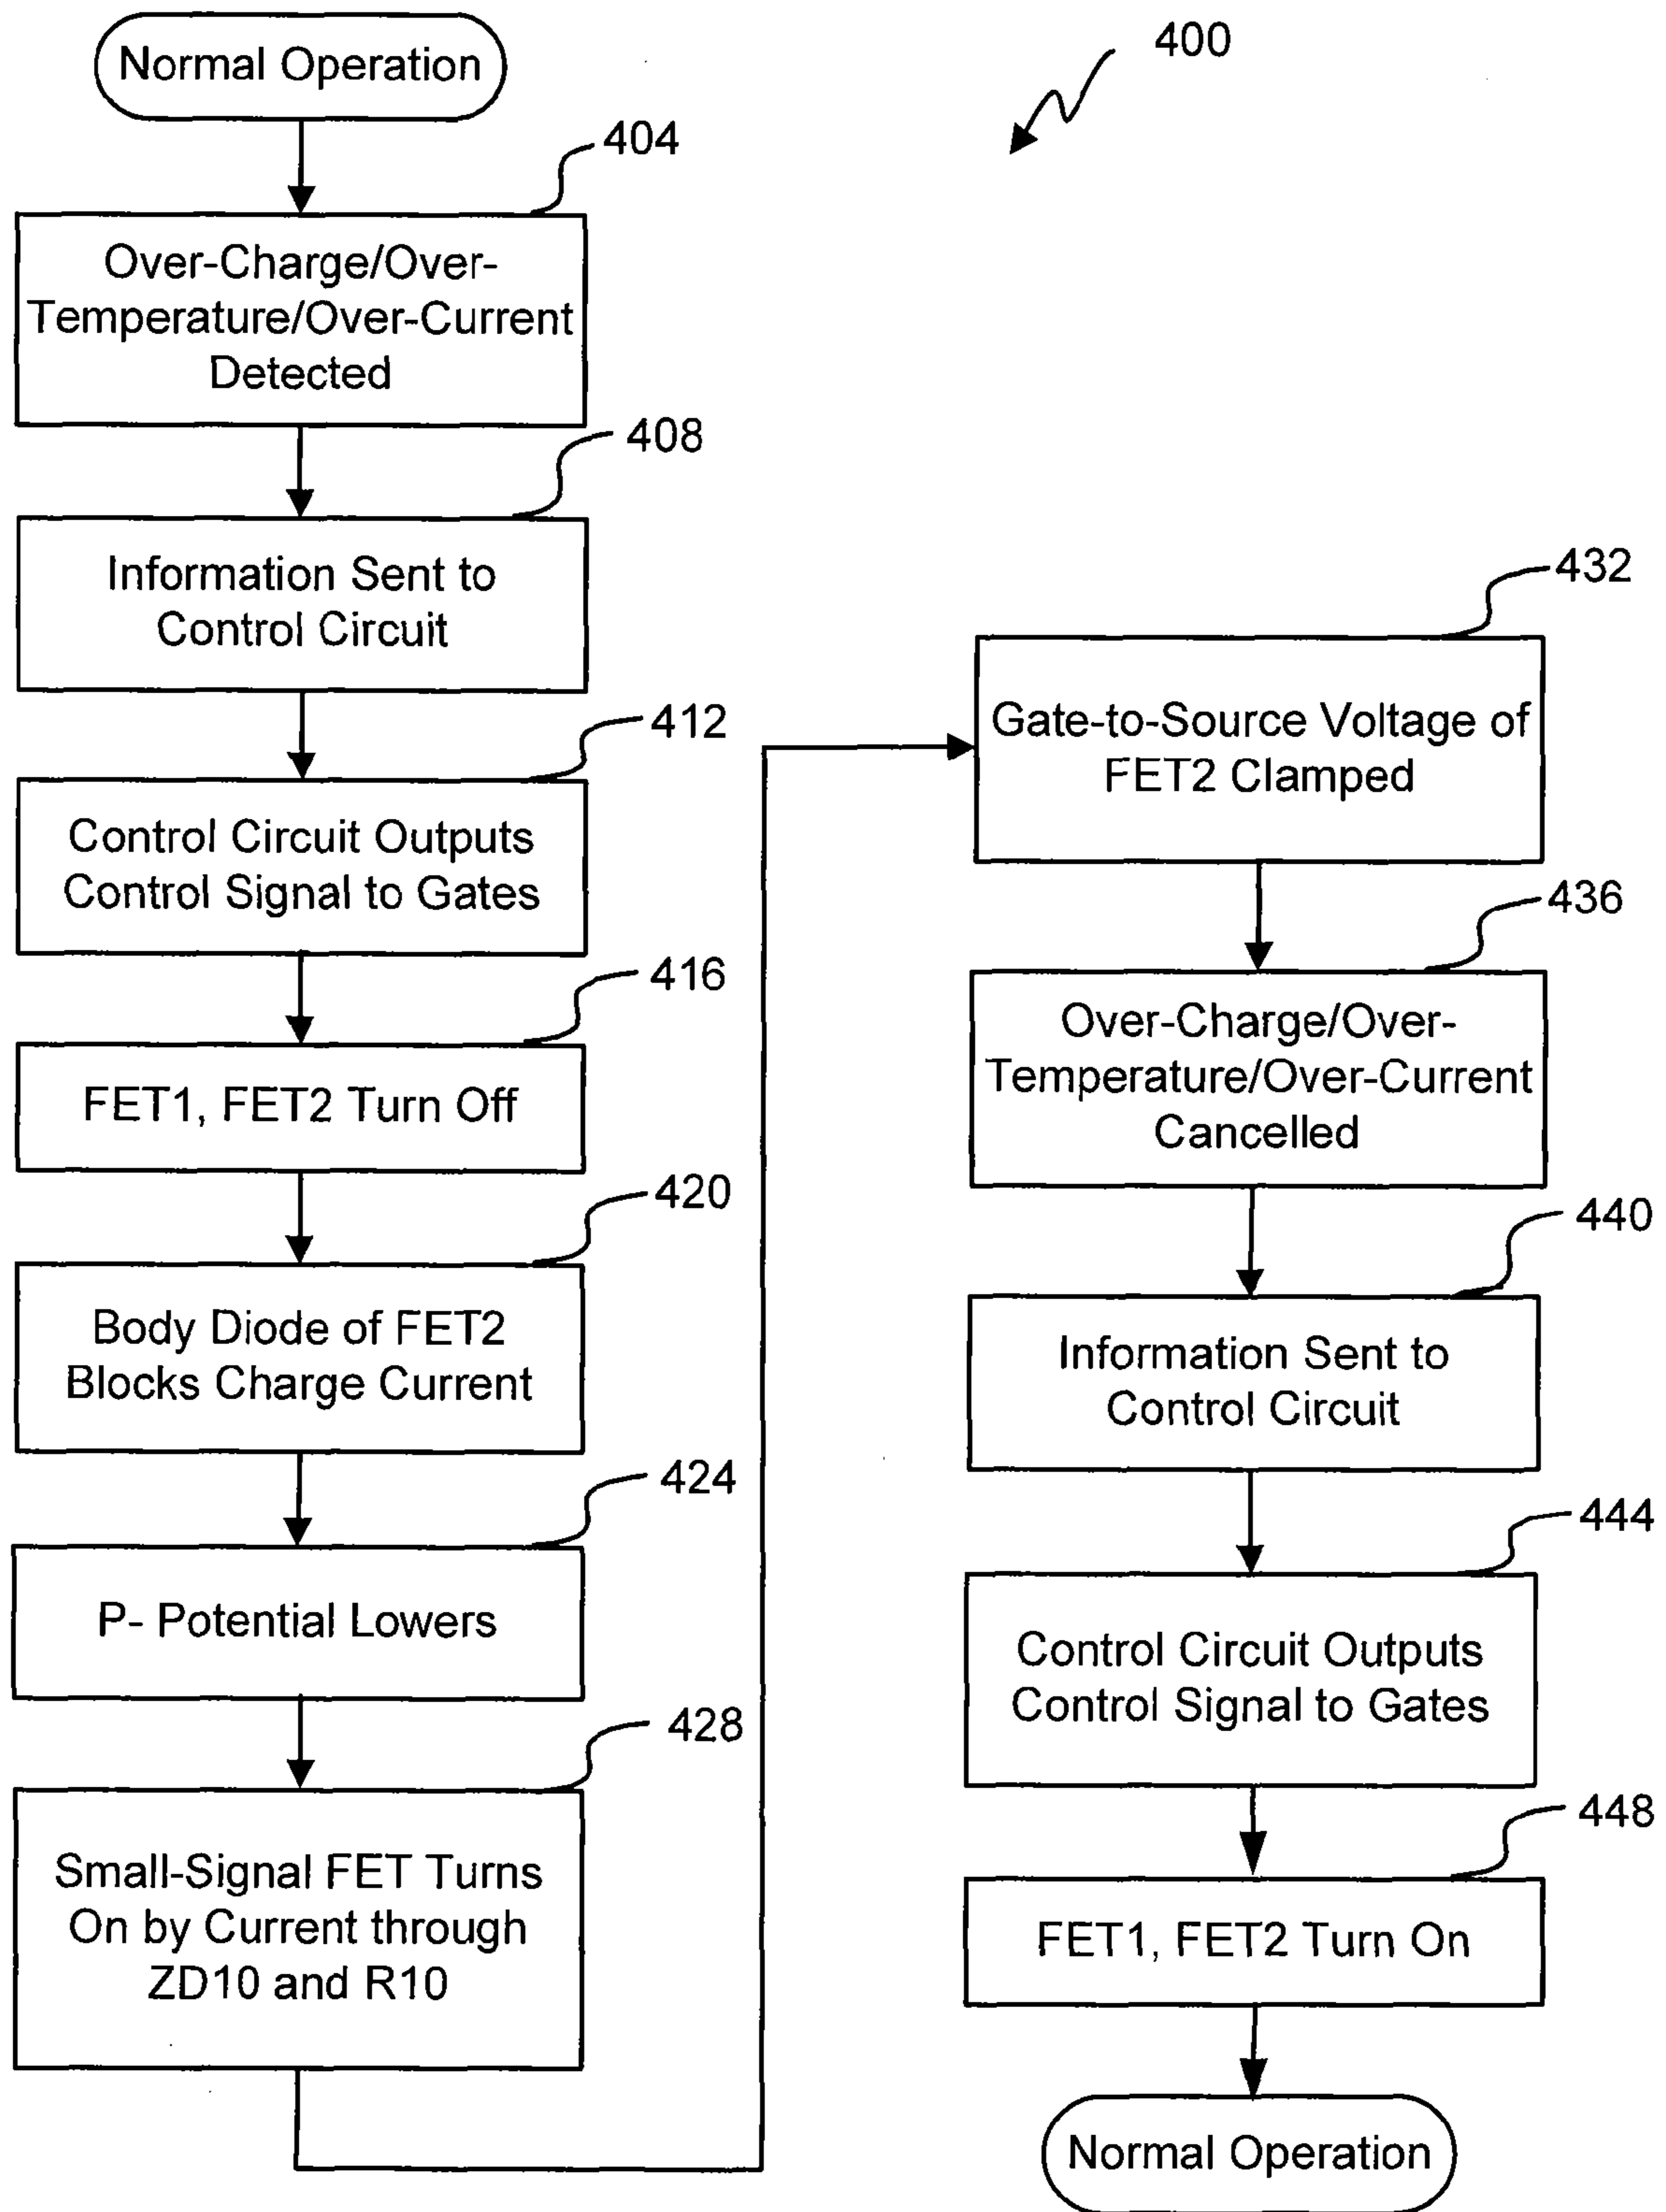 Normal Operation
400
404
Over-Charge/Over-
Temperature/Over-Current
Detected
408
Information Sent to
Control Circuit
412
Control Circuit Outputs
Control Signal to Gates
416
FET1, FET2 Turn Off
420
Body Diode of FET2
Blocks Charge Current
424
P- Potential Lowers
428
Small-Signal FET Turns
On by Current through
ZD10 and R10
432
Gate-to-Source Voltage of
FET2 Clamped
436
Over-Charge/Over-
Temperature/Over-Current
Cancelled
440
Information Sent to
Control Circuit
444
Control Circuit Outputs
Control Signal to Gates
448
FET1, FET2 Turn On
Normal Operation